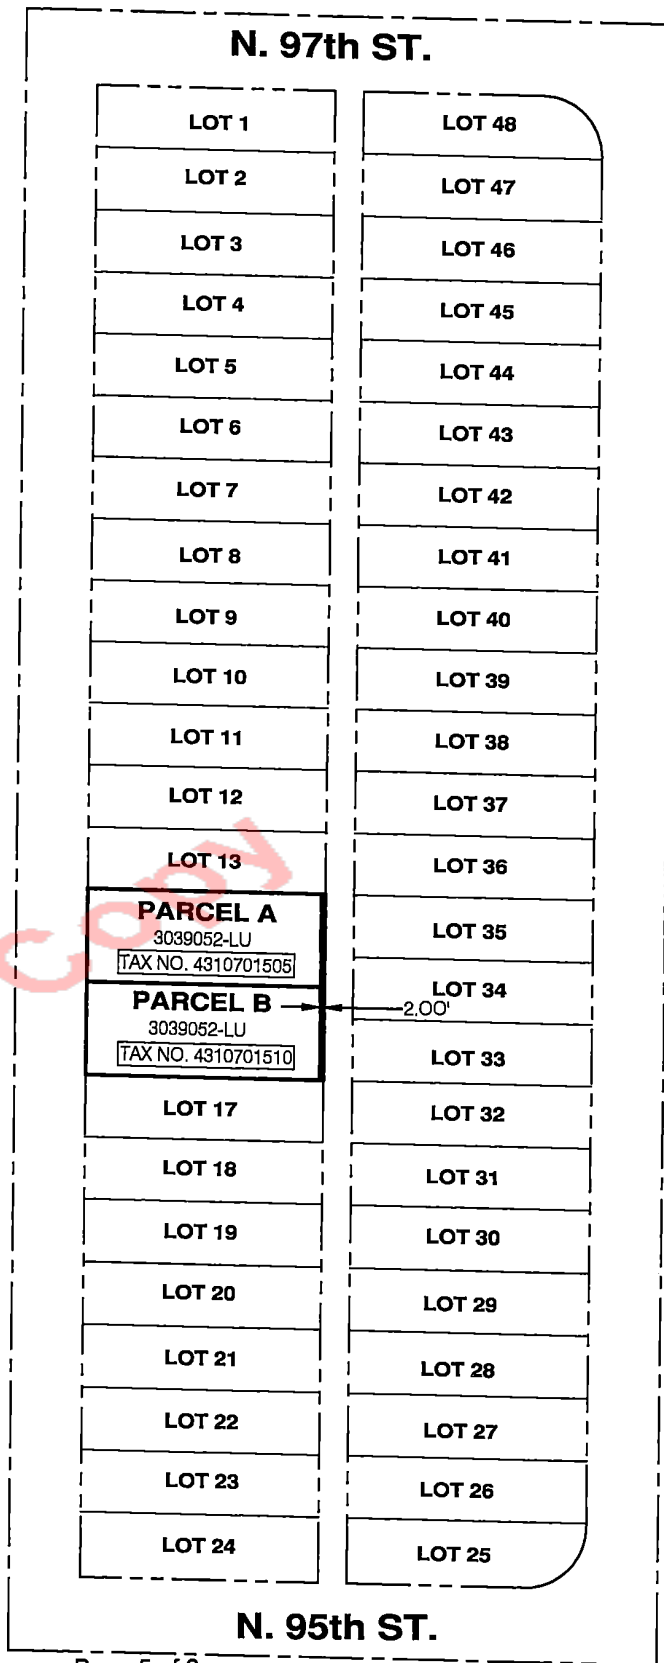 N. 97th ST.
LOT 1
LOT 2
LOT 3
LOT 4
LOT 5
LOT 6
LOT 7
LOT 8
LOT 9
LOT 10
LOT 11
LOT 12
LOT 13
PARCEL A
3039052-LU
TAX NO. 4310701505
PARCEL B
3039052-LU
TAX NO. 4310701510
2.00'
LOT 17
LOT 18
LOT 19
LOT 20
LOT 21
LOT 22
LOT 23
LOT 24
LOT 48
LOT 47
LOT 46
LOT 45
LOT 44
LOT 43
LOT 42
LOT 41
LOT 40
LOT 39
LOT 38
LOT 37
LOT 36
LOT 35
LOT 34
LOT 33
LOT 32
LOT 31
LOT 30
LOT 29
LOT 28
LOT 27
LOT 26
LOT 25
Copy
N. 95th ST.